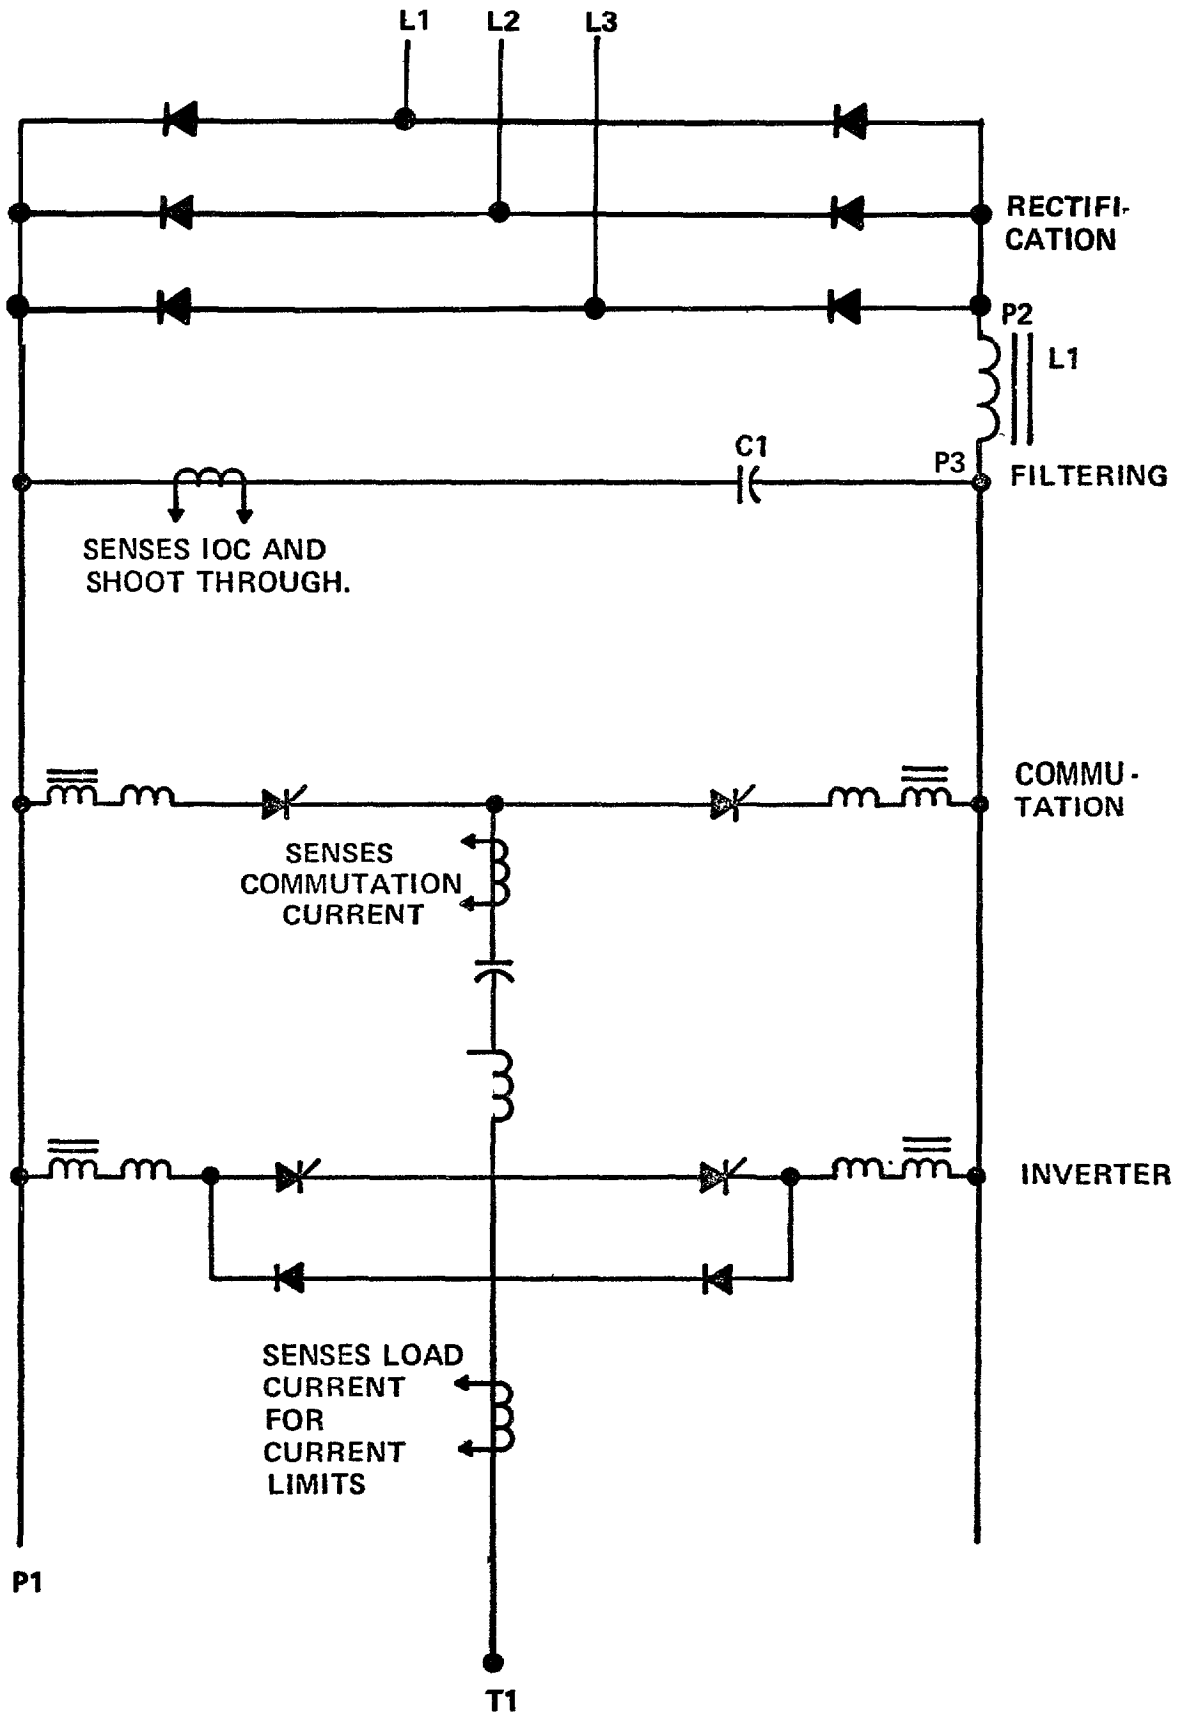 L1
L2
L3
RECTIFI-
CATION
P2
L1
C1
P3
FILTERING
SENSES IOC AND
SHOOT THROUGH.
COMMU-
TATION
SENSES
COMMUTATION
CURRENT
INVERTER
SENSES LOAD
CURRENT
FOR
CURRENT
LIMITS
P1
T1